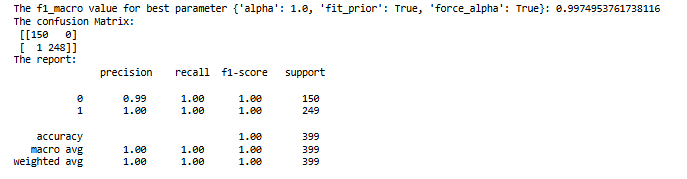 The f1_macro value for best parameter {'alpha': 1.0, 'fit_prior': True, 'force_alpha': True}: 0.9974953761738116
The confusion Matrix:
[[150 0]
[ 1 248]]
The report:
precision recall f1-score support
0 0.99 1.00 1.00 150
1 1.00 1.00 1.00 249
accuracy 1.00 399
macro avg 1.00 1.00 1.00 399
weighted avg 1.00 1.00 1.00 399